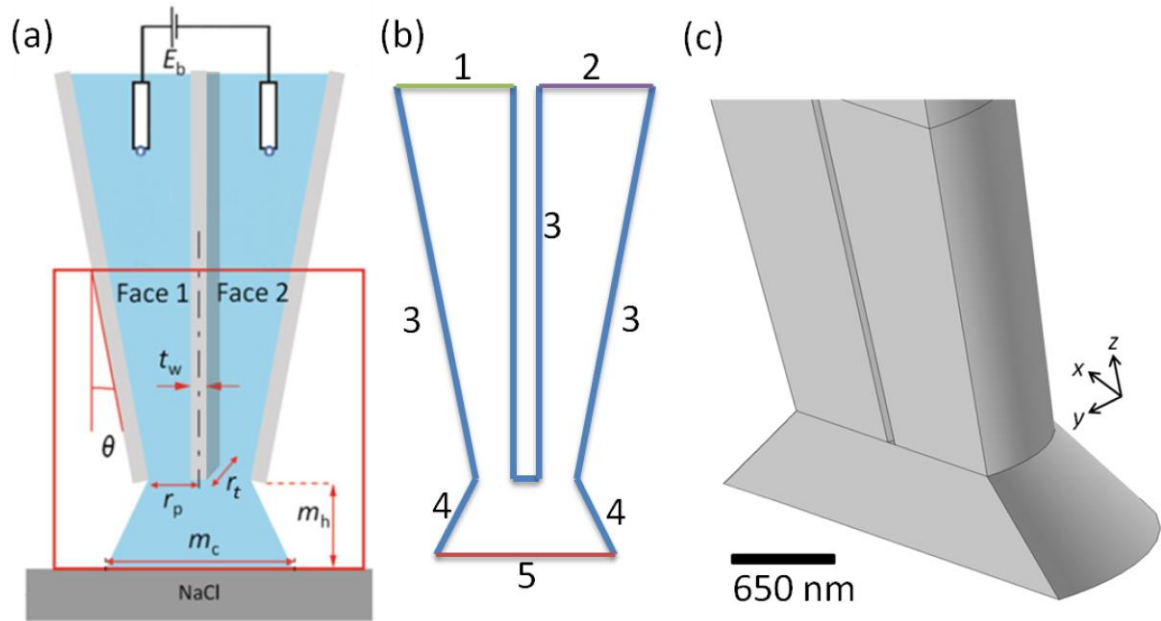 (a)
E_b
Face 1 Face 2
t_w
θ
r_p
r_t
m_h
m_c
NaCl
(b)
1
2
3
3
3
4
4
5
(c)
z
x
y
650 nm